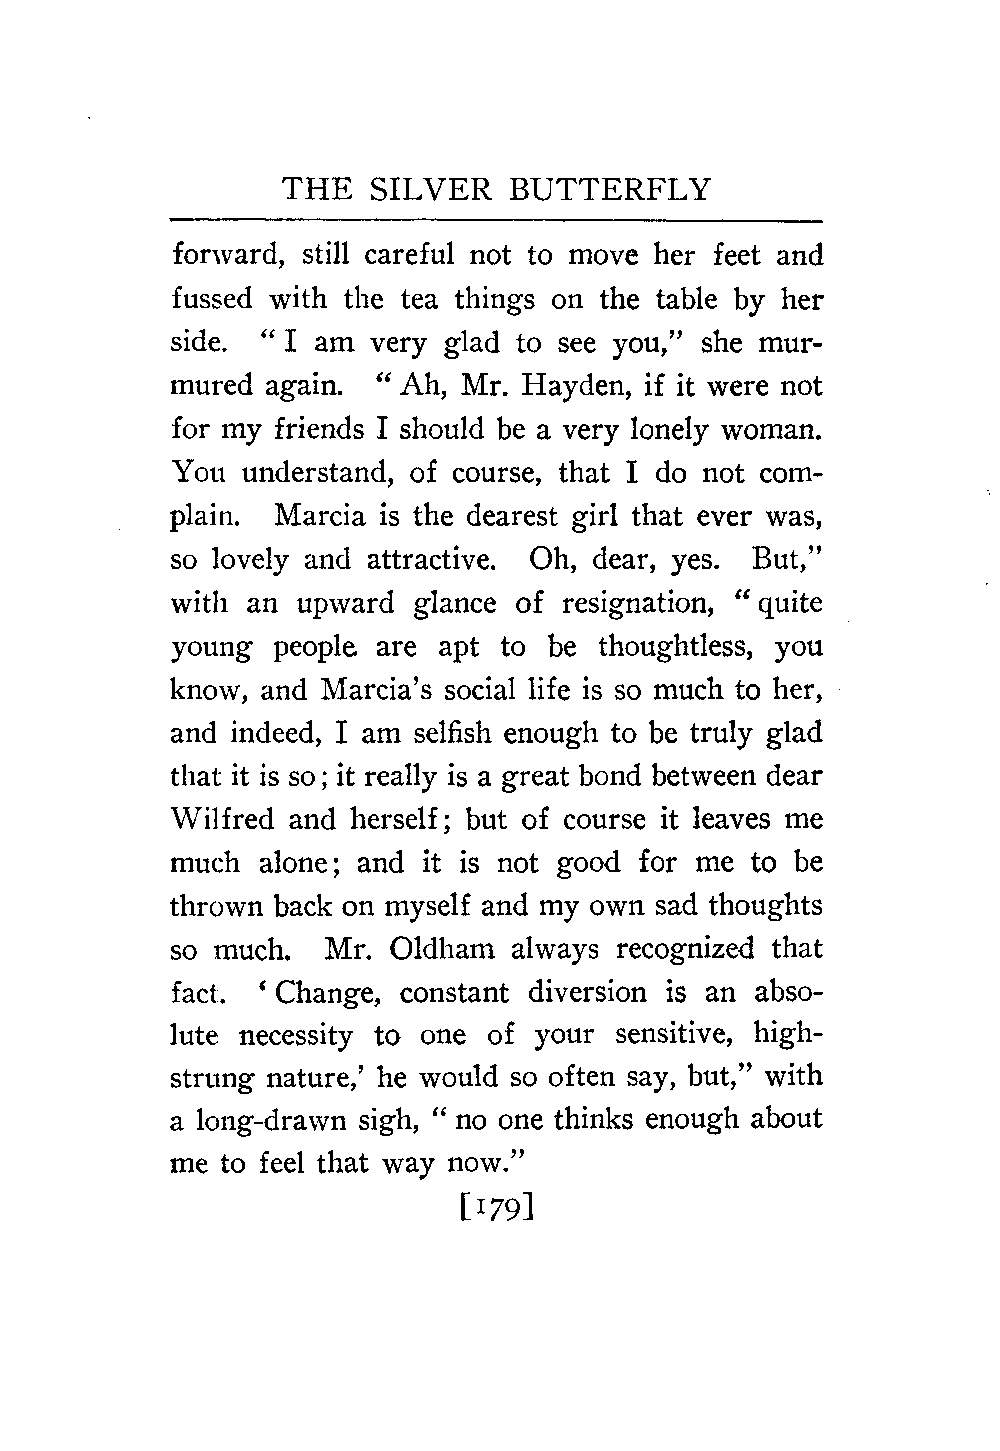 THE SILVER BUTTERFLY
forward, still careful not to move her feet and
fussed with the tea things on the table by her
side. “ I am very glad to see you,” she mur-
mured again. “ Ah, Mr. Hayden, if it were not
for my friends I should be a very lonely woman.
You understand, of course, that I do not com-
plain. Marcia is the dearest girl that ever was,
so lovely and attractive. Oh, dear, yes. But,”
with an upward glance of resignation, “ quite
young people are apt to be thoughtless, you
know, and Marcia’s social life is so much to her,
and indeed, I am selfish enough to be truly glad
that it is so; it really is a great bond between dear
Wilfred and herself; but of course it leaves me
much alone; and it is not good for me to be
thrown back on myself and my own sad thoughts
so much. Mr. Oldham always recognized that
fact. ‘ Change, constant diversion is an abso-
lute necessity to one of your sensitive, high-
strung nature,’ he would so often say, but,” with
a long-drawn sigh, “ no one thinks enough about
me to feel that way now.”
[179]